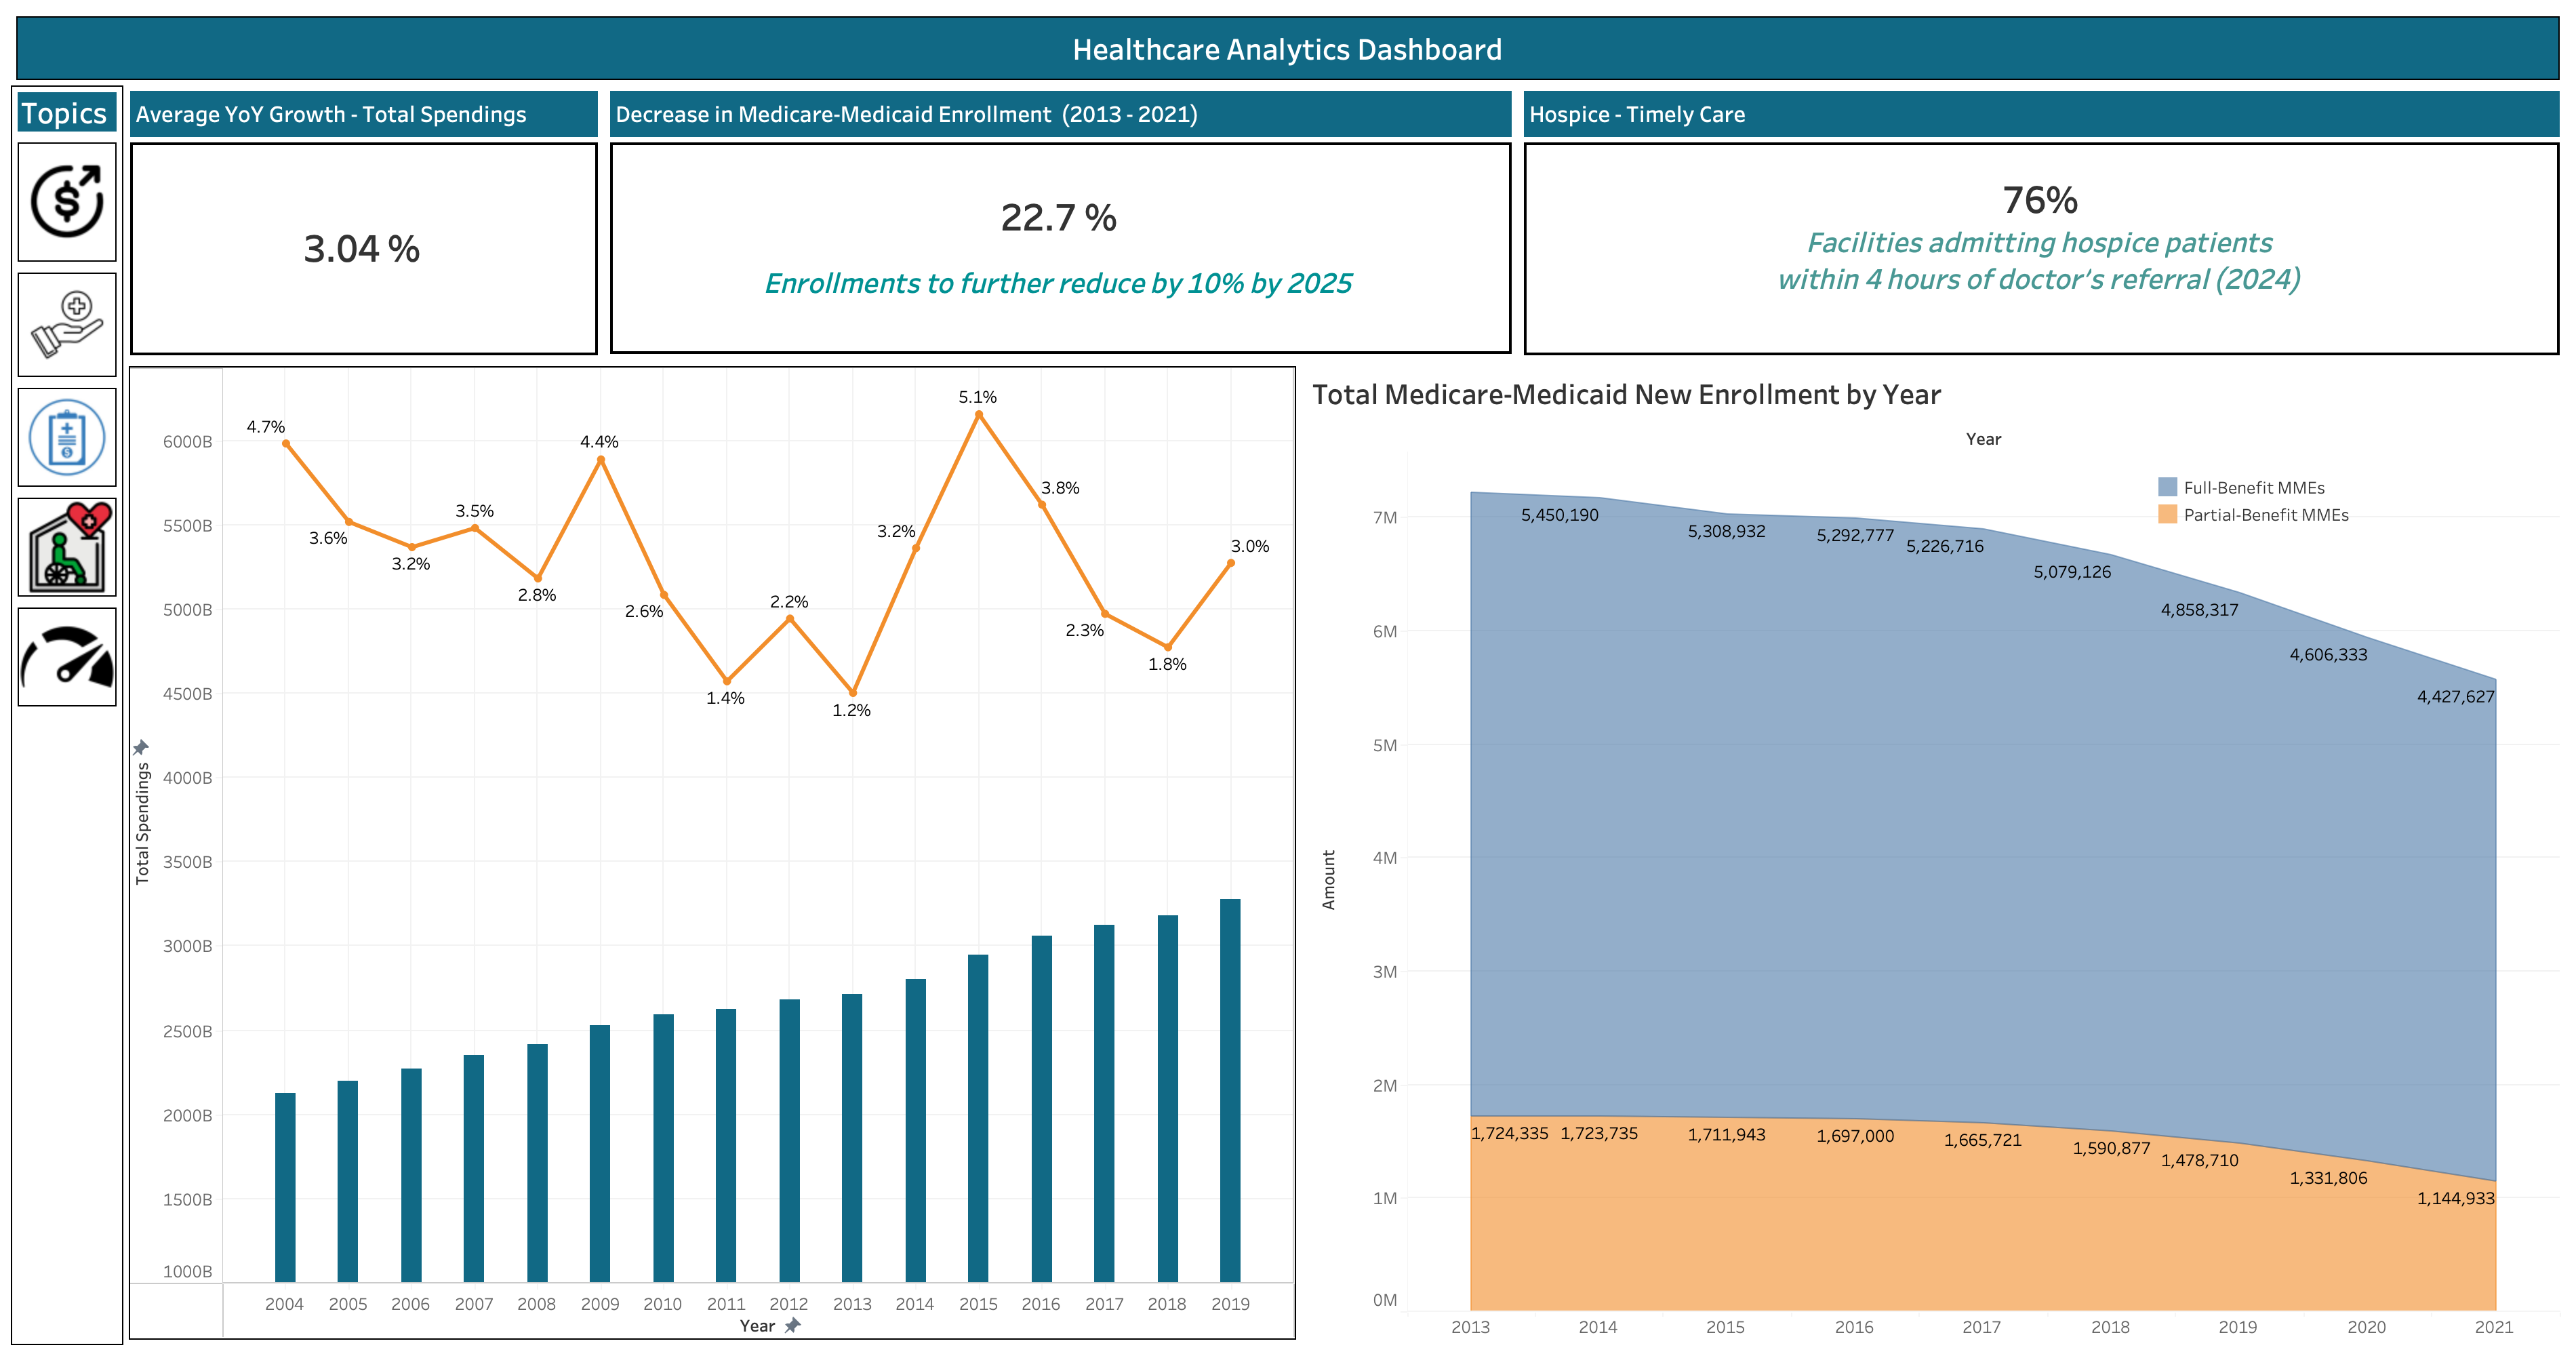 Healthcare Analytics Dashboard
Topics
Average YoY Growth - Total Spendings
3.04 %
Decrease in Medicare-Medicaid Enrollment (2013 - 2021)
22.7 %
Enrollments to further reduce by 10% by 2025
Hospice - Timely Care
76%
Facilities admitting hospice patients
within 4 hours of doctor's referral (2024)
Total Spendings
6000B
5500B
5000B
4500B
4000B
3500B
3000B
2500B
2000B
1500B
1000B
4.7%
3.6%
3.2%
3.5%
2.8%
4.4%
2.6%
1.4%
2.2%
1.2%
3.2%
5.1%
3.8%
2.3%
1.8%
3.0%
2004 2005 2006 2007 2008 2009 2010 2011 2012 2013 2014 2015 2016 2017 2018 2019
Year
Total Medicare-Medicaid New Enrollment by Year
Year
Full-Benefit MMEs
Partial-Benefit MMEs
Amount
7M
6M
5M
4M
3M
2M
1M
0M
5,450,190
5,308,932
5,292,777
5,226,716
5,079,126
4,858,317
4,606,333
4,427,627
1,724,335
1,723,735
1,711,943
1,697,000
1,665,721
1,590,877
1,478,710
1,331,806
1,144,933
2013 2014 2015 2016 2017 2018 2019 2020 2021